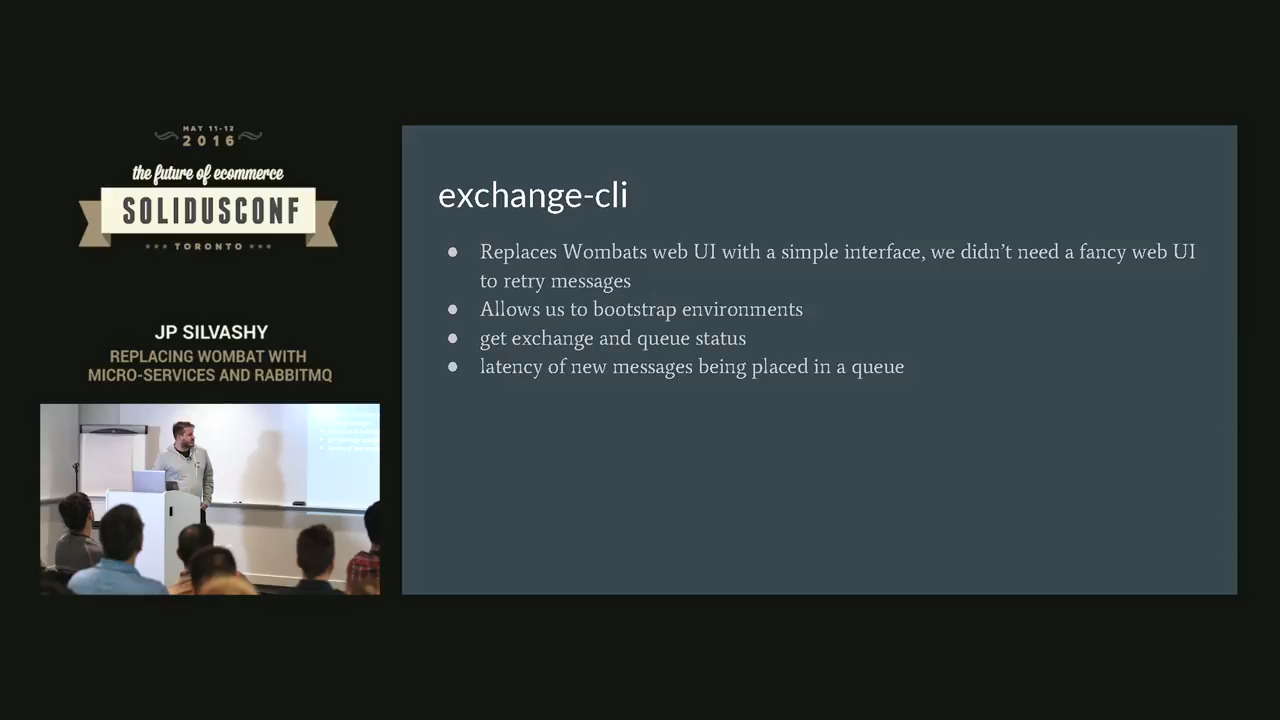 MAY 11-12
2016
the future of ecommerce
SOLIDUSCONF
TORONTO
JP SILVASHY
REPLACING WOMBAT WITH
MICRO-SERVICES AND RABBITMQ
exchange-cli
● Replaces Wombats web UI with a simple interface, we didn’t need a fancy web UI
to retry messages
● Allows us to bootstrap environments
● get exchange and queue status
● latency of new messages being placed in a queue